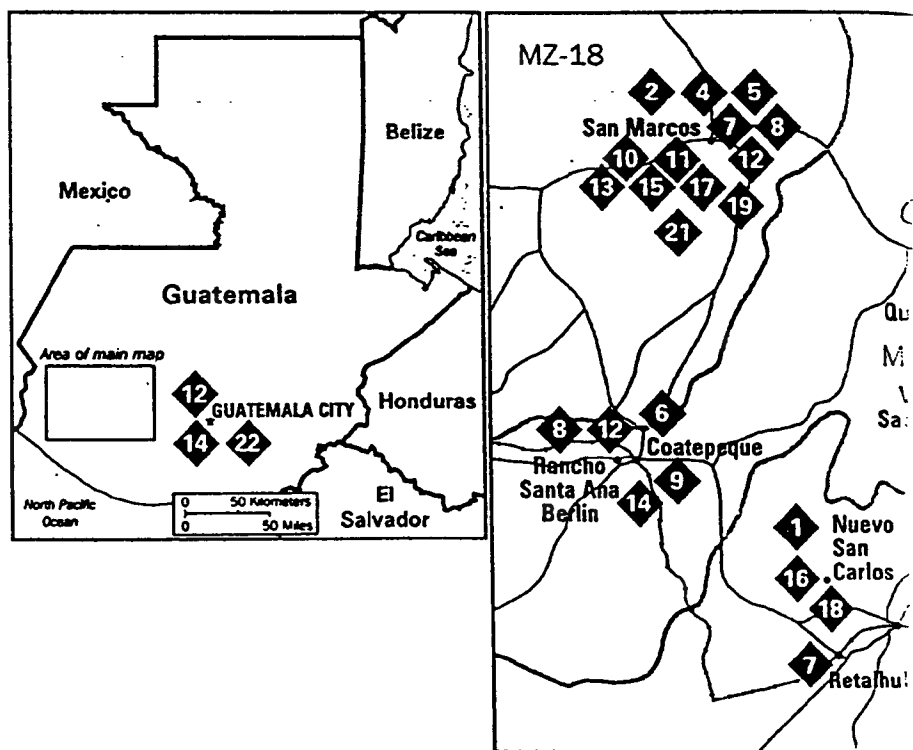 Belize
Mexico
Caribbean
Sea
Guatemala
Area of main map
12
GUATEMALA CITY
Honduras
14
22
North Pacific
Ocean
0 50 Kilometers
0 50 Miles
El
Salvador
MZ-18
2
4
5
San Marcos
7
8
10
11
12
13
15
17
19
21
6
8
12
Coatepeque
Rancho
Santa Ana
Berlin
9
14
1
Nuevo
San
Carlos
16
18
7